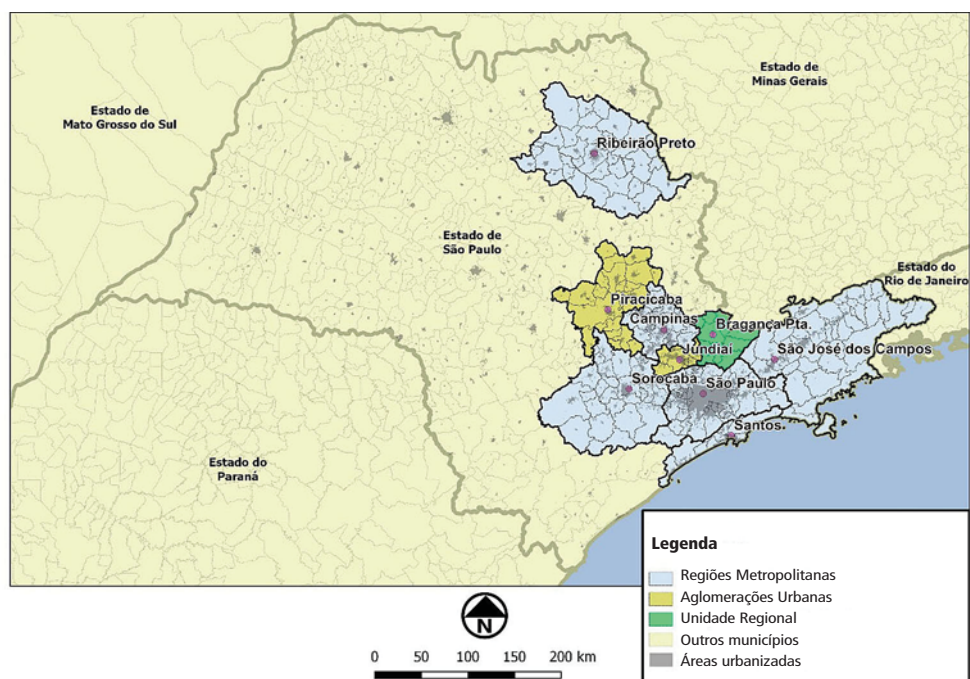 Estado de
Minas Gerais
Estado de
Mato Grosso do Sul
Ribeirão Preto
Estado de
São Paulo
Estado do
Rio de Janeiro
Piracicaba
Campinas
Bragança Pta.
Jundiaí
São José dos Campos
Sorocaba
São Paulo
Santos
Estado do
Paraná
Legenda
Regiões Metropolitanas
Aglomerações Urbanas
Unidade Regional
Outros municípios
Áreas urbanizadas
N
0 50 100 150 200 km